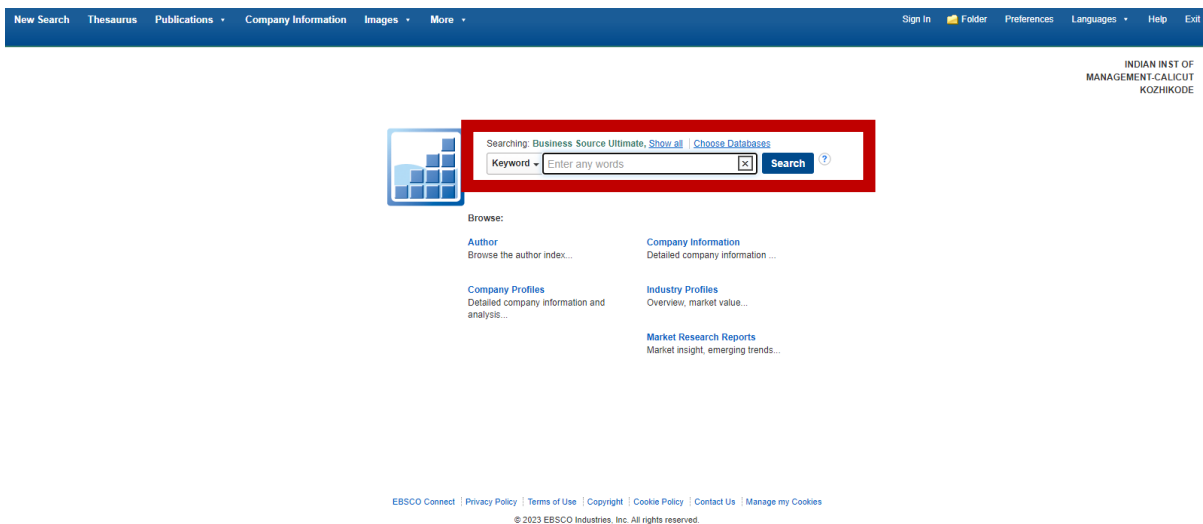 New Search Thesaurus Publications Company Information Images More Sign In Folder Preferences Languages Help Exit
INDIAN INST OF
MANAGEMENT-CALICUT
KOZHIKODE
Searching: Business Source Ultimate, Show all Choose Databases
Keyword Enter any words Search ?
Browse:
Author Company Information
Browse the author index... Detailed company information ...
Company Profiles Industry Profiles
Detailed company information and Overview, market value...
analysis...
Market Research Reports
Market insight, emerging trends...
EBSCO Connect Privacy Policy Terms of Use Copyright Cookie Policy Contact Us Manage my Cookies
© 2023 EBSCO Industries, Inc. All rights reserved.